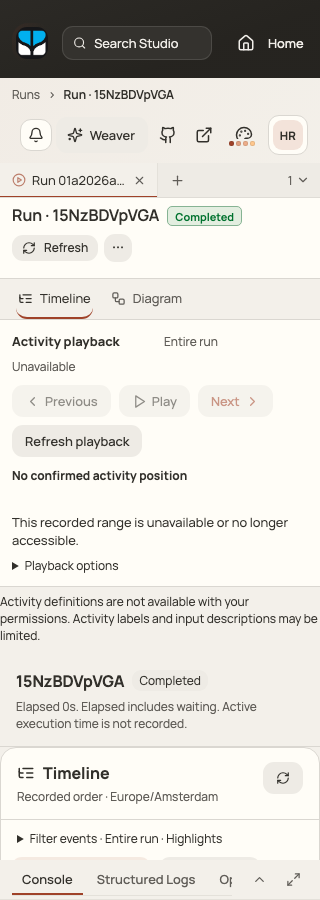 Search Studio
Home
Runs > Run · 15NzBDVpVGA
Weaver
HR
Run 01a2026a...
1
Run · 15NzBDVpVGA Completed
Refresh
Timeline Diagram
Activity playback Entire run
Unavailable
Previous Play Next
Refresh playback
No confirmed activity position
This recorded range is unavailable or no longer
accessible.
Playback options
Activity definitions are not available with your
permissions. Activity labels and input descriptions may be
limited.
15NzBDVpVGA Completed
Elapsed 0s. Elapsed includes waiting. Active
execution time is not recorded.
Timeline
Recorded order · Europe/Amsterdam
Filter events · Entire run · Highlights
Console Structured Logs